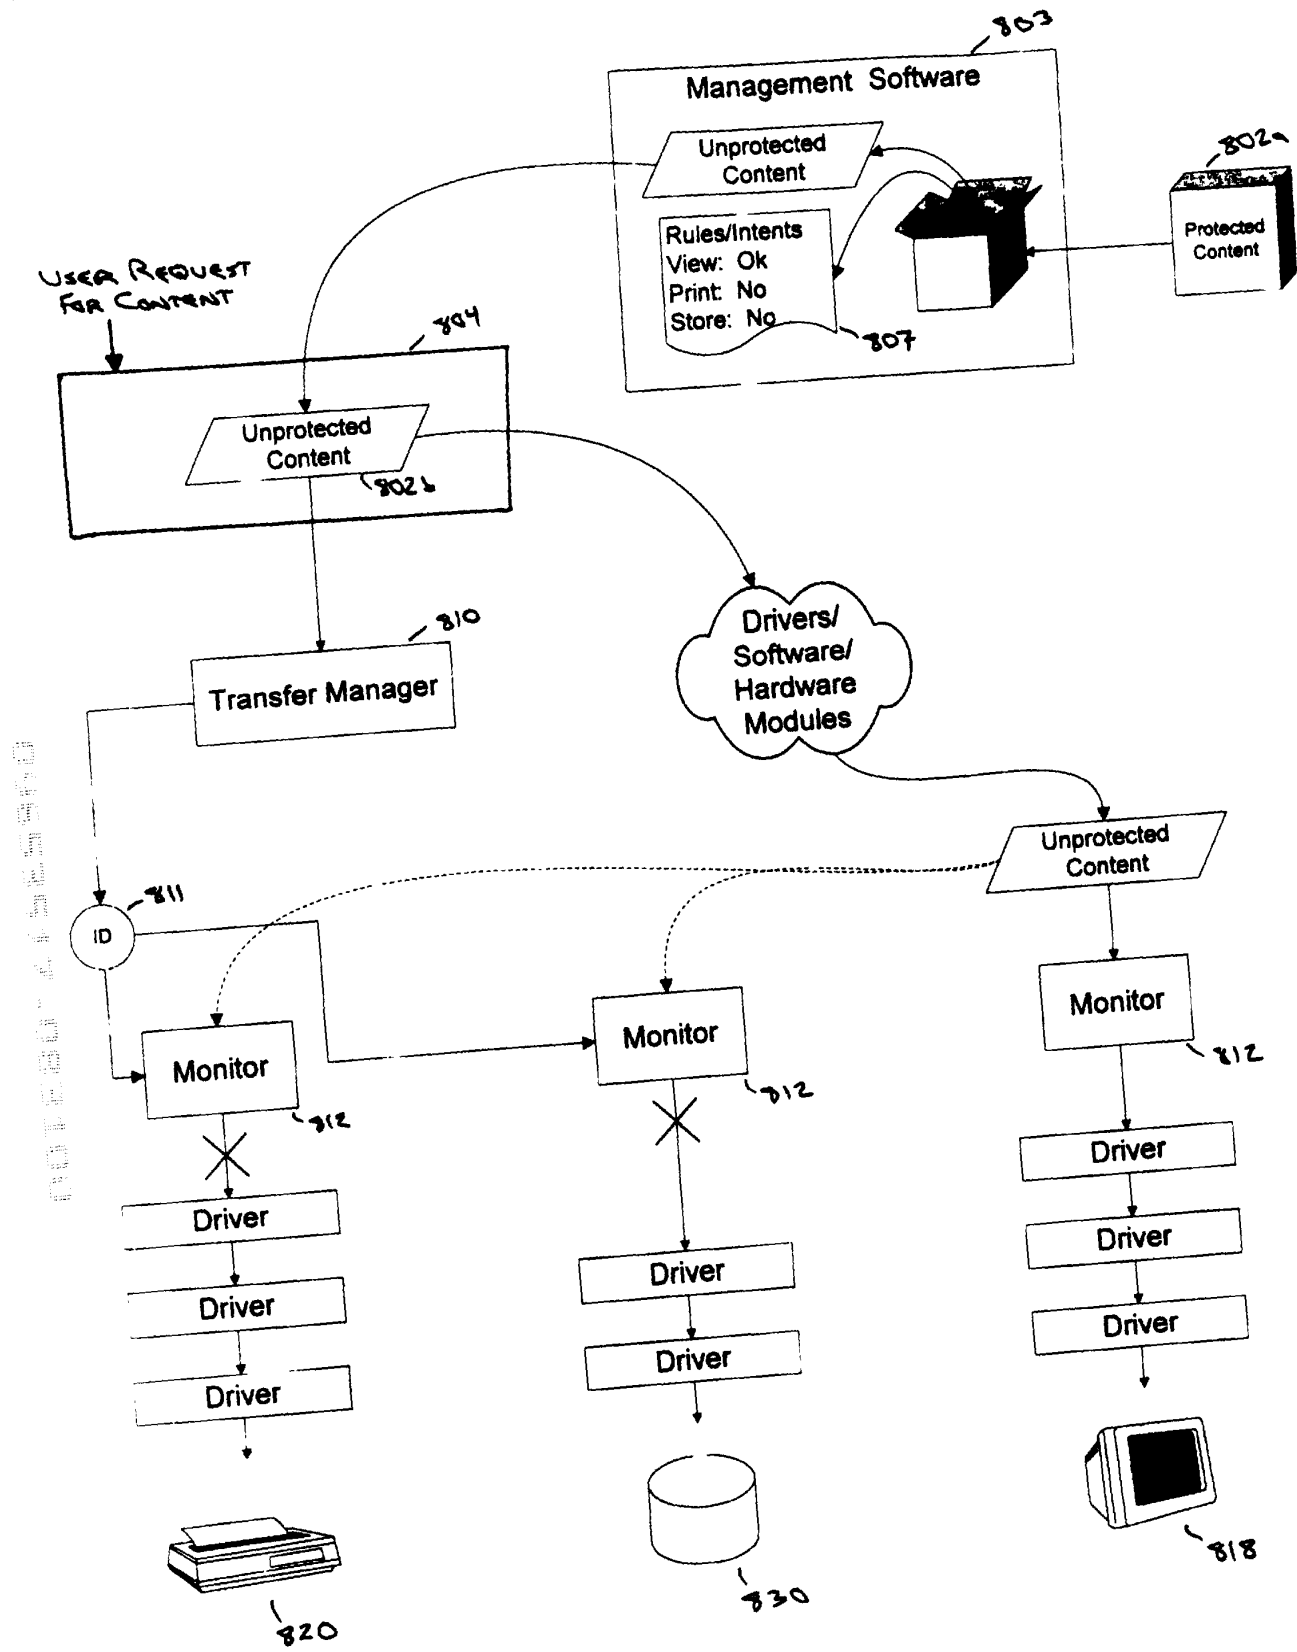 803
Management Software
Unprotected
Content
802a
Protected
Content
Rules/Intents
View: Ok
Print: No
Store: No
807
USER REQUEST
FOR CONTENT
804
Unprotected
Content
802b
810
Transfer Manager
Drivers/
Software/
Hardware
Modules
Unprotected
Content
811
ID
Monitor
812
Monitor
812
Monitor
812
Driver
Driver
Driver
Driver
Driver
Driver
Driver
Driver
820
830
818